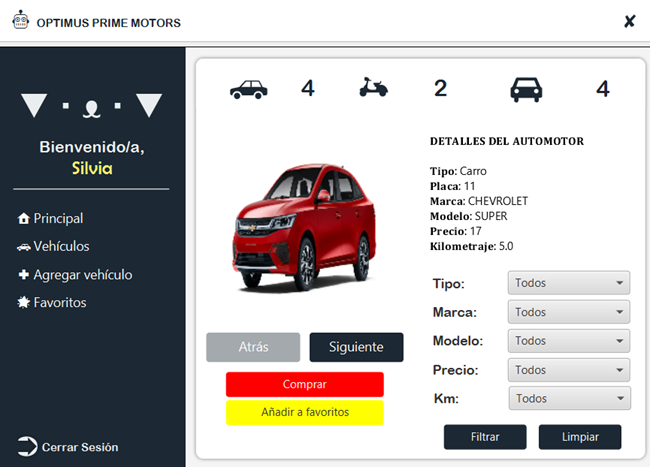 OPTIMUS PRIME MOTORS
✘
4
2
4
Bienvenido/a,
Silvia
Principal
Vehículos
Agregar vehículo
Favoritos
Cerrar Sesión
DETALLES DEL AUTOMOTOR
Tipo: Carro
Placa: 11
Marca: CHEVROLET
Modelo: SUPER
Precio: 17
Kilometraje: 5.0
Tipo: Todos
Marca: Todos
Modelo: Todos
Precio: Todos
Km: Todos
Atrás Siguiente
Comprar
Añadir a favoritos
Filtrar Limpiar